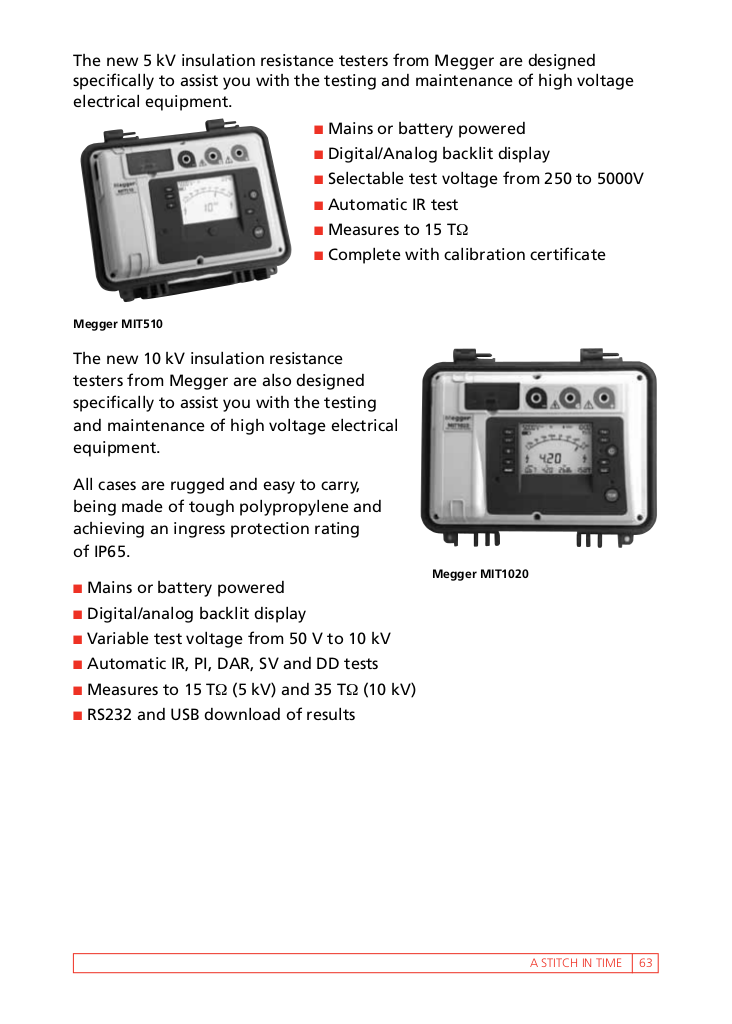 The new 5 kV insulation resistance testers from Megger are designed
specifically to assist you with the testing and maintenance of high voltage
electrical equipment.
■ Mains or battery powered
■ Digital/Analog backlit display
■ Selectable test voltage from 250 to 5000V
■ Automatic IR test
■ Measures to 15 TΩ
■ Complete with calibration certificate
Megger
MIT510
Megger MIT510
The new 10 kV insulation resistance
testers from Megger are also designed
specifically to assist you with the testing
and maintenance of high voltage electrical
equipment.
All cases are rugged and easy to carry,
being made of tough polypropylene and
achieving an ingress protection rating
of IP65.
Megger
MIT1020
4.20
Megger MIT1020
■ Mains or battery powered
■ Digital/analog backlit display
■ Variable test voltage from 50 V to 10 kV
■ Automatic IR, PI, DAR, SV and DD tests
■ Measures to 15 TΩ (5 kV) and 35 TΩ (10 kV)
■ RS232 and USB download of results
A STITCH IN TIME 63